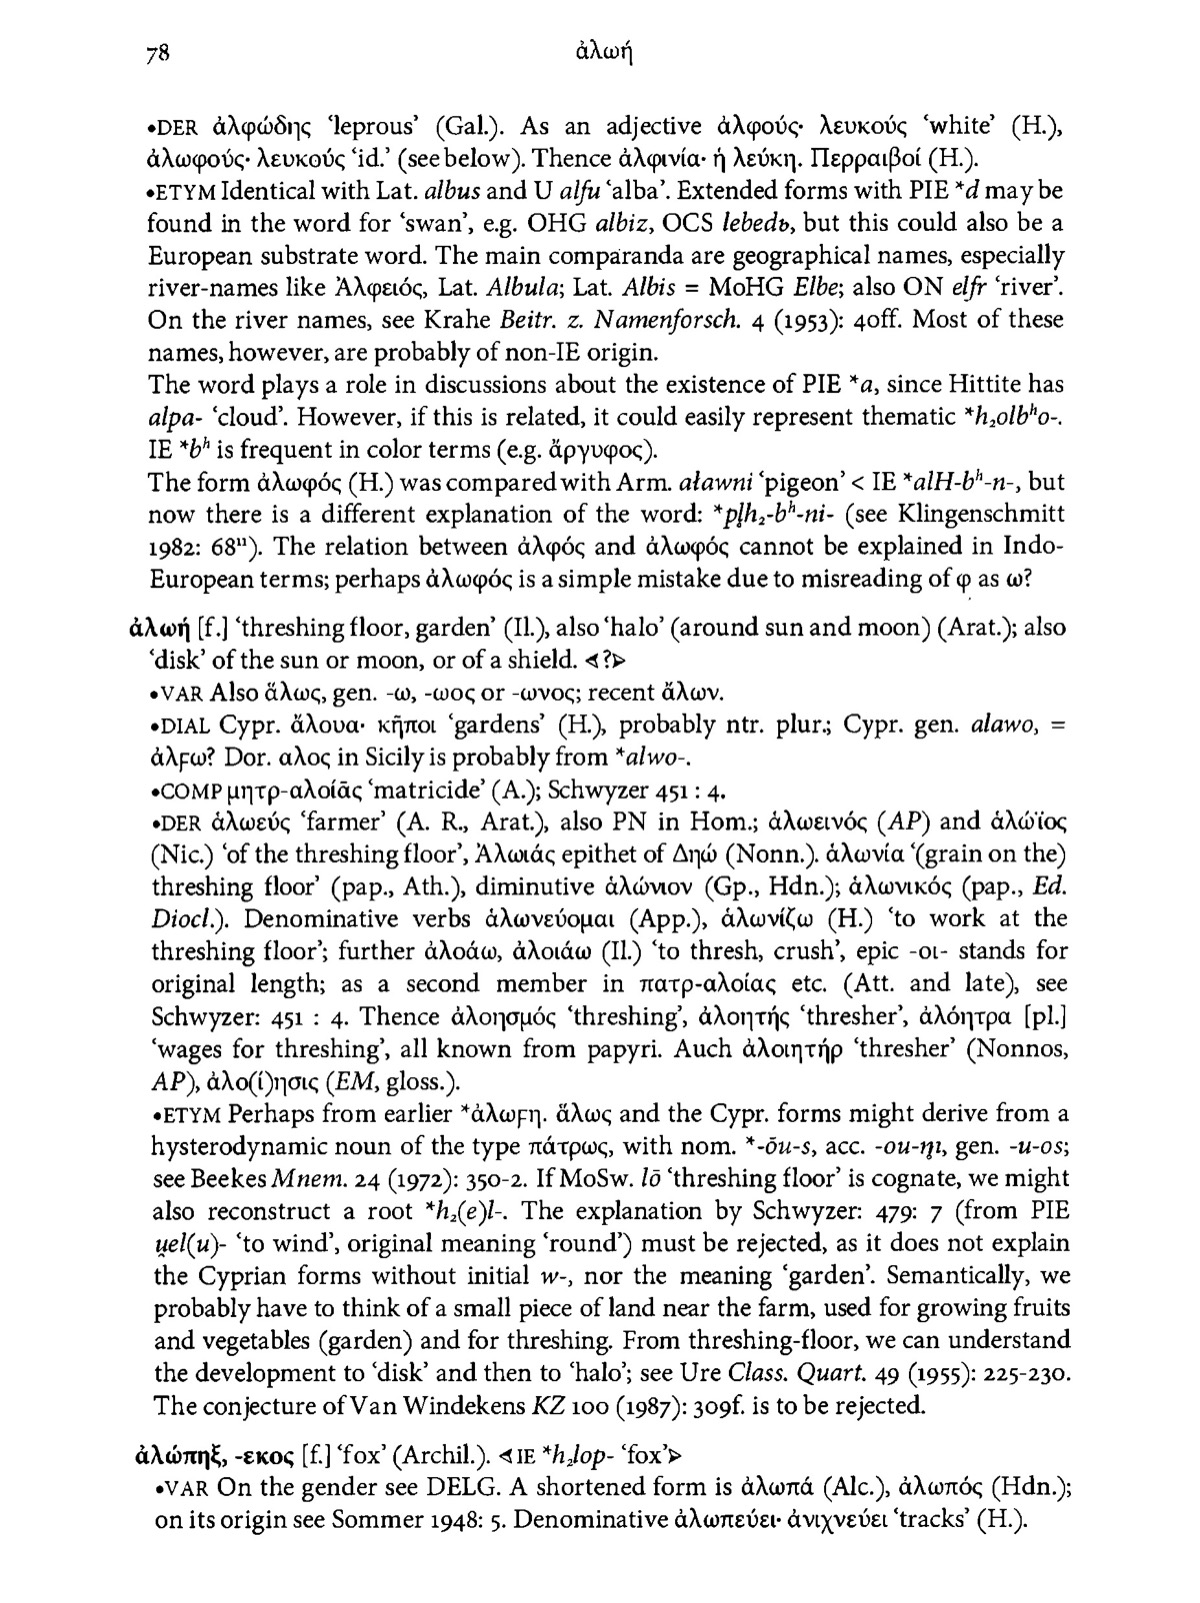 78
ἀλωή
•DER ἀλφώδης ‘leprous’ (Gal.). As an adjective ἀλφούς· λευκούς ‘white’ (H.),
ἀλωφούς· λευκούς ‘id.’ (see below). Thence ἀλφινία· ἡ λεύκη. Περραιβοί (H.).
•ETYM Identical with Lat. albus and U alfu ‘alba’. Extended forms with PIE *d may be
found in the word for ‘swan’, e.g. OHG albiz, OCS lebedь, but this could also be a
European substrate word. The main comparanda are geographical names, especially
river-names like Ἀλφειός, Lat. Albula; Lat. Albis = MoHG Elbe; also ON elfr ‘river’.
On the river names, see Krahe Beitr. z. Namenforsch. 4 (1953): 40ff. Most of these
names, however, are probably of non-IE origin.
The word plays a role in discussions about the existence of PIE *a, since Hittite has
alpa- ‘cloud’. However, if this is related, it could easily represent thematic *h₂olbʰo-.
IE *bʰ is frequent in color terms (e.g. ἄργυφος).
The form ἀλωφός (H.) was compared with Arm. aławni ‘pigeon’ < IE *alH-bʰ-n-, but
now there is a different explanation of the word: *pl̥h₂-bʰ-ni- (see Klingenschmitt
1982: 68¹¹). The relation between ἀλφός and ἀλωφός cannot be explained in Indo-
European terms; perhaps ἀλωφός is a simple mistake due to misreading of φ as ω?
ἀλωή [f.] ‘threshing floor, garden’ (Il.), also ‘halo’ (around sun and moon) (Arat.); also
‘disk’ of the sun or moon, or of a shield. ⊲?⊳
•VAR Also ἅλως, gen. -ω, -ωος or -ωνος; recent ἅλων.
•DIAL Cypr. ἄλουα· κῆποι ‘gardens’ (H.), probably ntr. plur.; Cypr. gen. alawo, =
ἀλϝω? Dor. αλος in Sicily is probably from *alwo-.
•COMP μητρ-αλοίᾱς ‘matricide’ (A.); Schwyzer 451 : 4.
•DER ἁλωεύς ‘farmer’ (A. R., Arat.), also PN in Hom.; ἁλωεινός (AP) and ἁλώϊος
(Nic.) ‘of the threshing floor’, Ἁλωιάς epithet of Δηώ (Nonn.). ἁλωνία ‘(grain on the)
threshing floor’ (pap., Ath.), diminutive ἁλώνιον (Gp., Hdn.); ἁλωνικός (pap., Ed.
Diocl.). Denominative verbs ἁλωνεύομαι (App.), ἁλωνίζω (H.) ‘to work at the
threshing floor’; further ἀλοάω, ἀλοιάω (Il.) ‘to thresh, crush’, epic -οι- stands for
original length; as a second member in πατρ-αλοίας etc. (Att. and late), see
Schwyzer: 451 : 4. Thence ἀλοησμός ‘threshing’, ἀλοητής ‘thresher’, ἀλόητρα [pl.]
‘wages for threshing’, all known from papyri. Auch ἀλοιητήρ ‘thresher’ (Nonnos,
AP), ἀλο(ί)ησις (EM, gloss.).
•ETYM Perhaps from earlier *ἀλωϝη. ἅλως and the Cypr. forms might derive from a
hysterodynamic noun of the type πάτρως, with nom. *-ōu-s, acc. -ou-m̥, gen. -u-os;
see Beekes Mnem. 24 (1972): 350-2. If MoSw. lō ‘threshing floor’ is cognate, we might
also reconstruct a root *h₂(e)l-. The explanation by Schwyzer: 479: 7 (from PIE
u̯el(u)- ‘to wind’, original meaning ‘round’) must be rejected, as it does not explain
the Cyprian forms without initial w-, nor the meaning ‘garden’. Semantically, we
probably have to think of a small piece of land near the farm, used for growing fruits
and vegetables (garden) and for threshing. From threshing-floor, we can understand
the development to ‘disk’ and then to ‘halo’; see Ure Class. Quart. 49 (1955): 225-230.
The conjecture of Van Windekens KZ 100 (1987): 309f. is to be rejected.
ἀλώπηξ, -εκος [f.] ‘fox’ (Archil.). ⊲IE *h₂lop- ‘fox’⊳
•VAR On the gender see DELG. A shortened form is ἀλωπά (Alc.), ἀλωπός (Hdn.);
on its origin see Sommer 1948: 5. Denominative ἀλωπεύει· ἀνιχνεύει ‘tracks’ (H.).